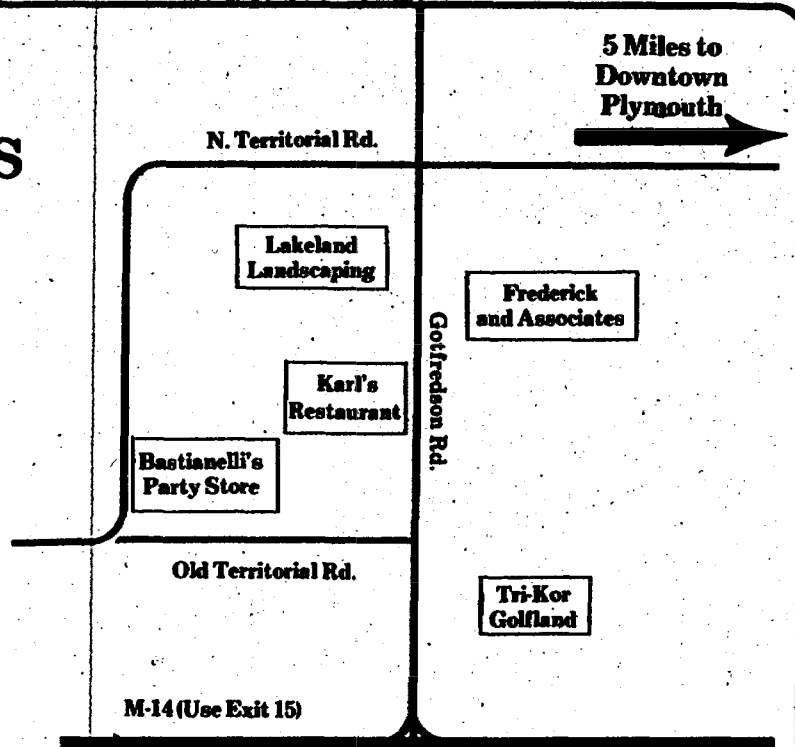 5 Miles to
Downtown
Plymouth
S
N. Territorial Rd.
Lakeland
Landscaping
Frederick
and Associates
Gotfredson Rd.
Karl's
Restaurant
Bastianelli's
Party Store
Old Territorial Rd.
Tri-Kor
Golfland
M-14 (Use Exit 15)